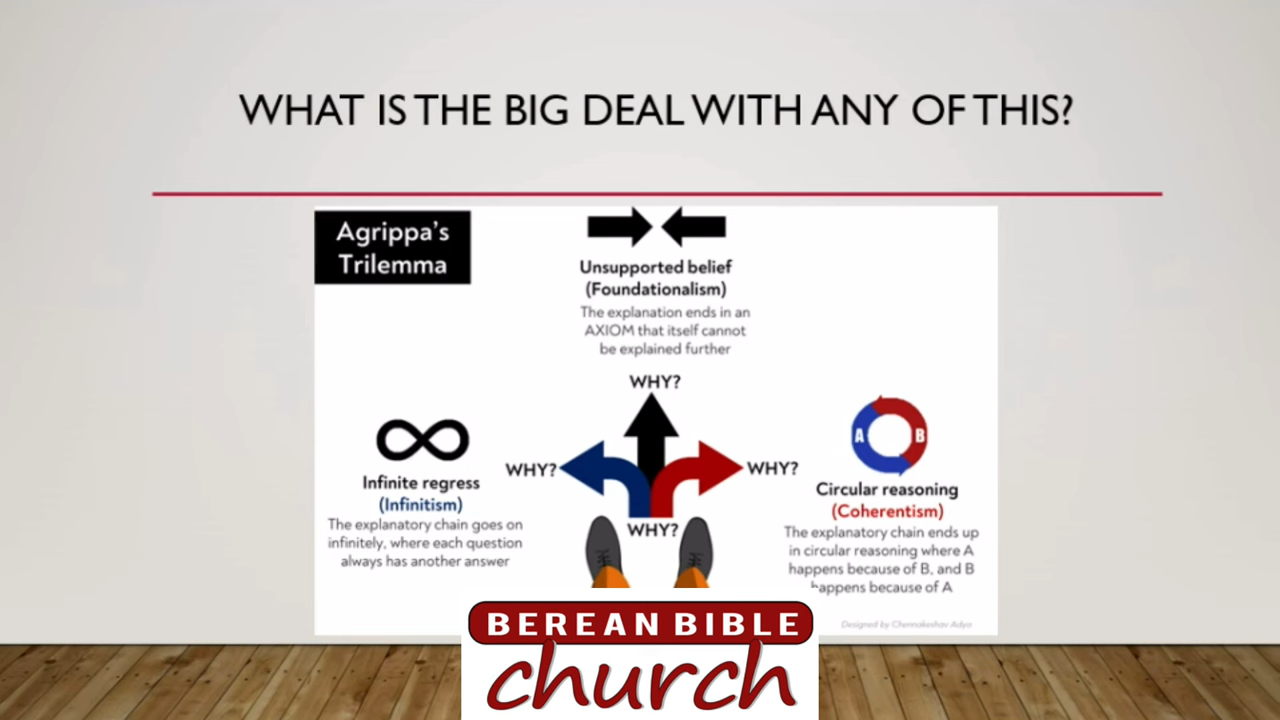 WHAT IS THE BIG DEAL WITH ANY OF THIS?
Agrippa's
Trilemma
Unsupported belief
(Foundationalism)
The explanation ends in an
AXIOM that itself cannot
be explained further
WHY?
Infinite regress
(Infinitism)
The explanatory chain goes on
infinitely, where each question
always has another answer
WHY?
WHY?
WHY?
A
B
Circular reasoning
(Coherentism)
The explanatory chain ends up
in circular reasoning where A
happens because of B, and B
happens because of A
Designed by Chennakeshav Adya
BEREAN BIBLE
church